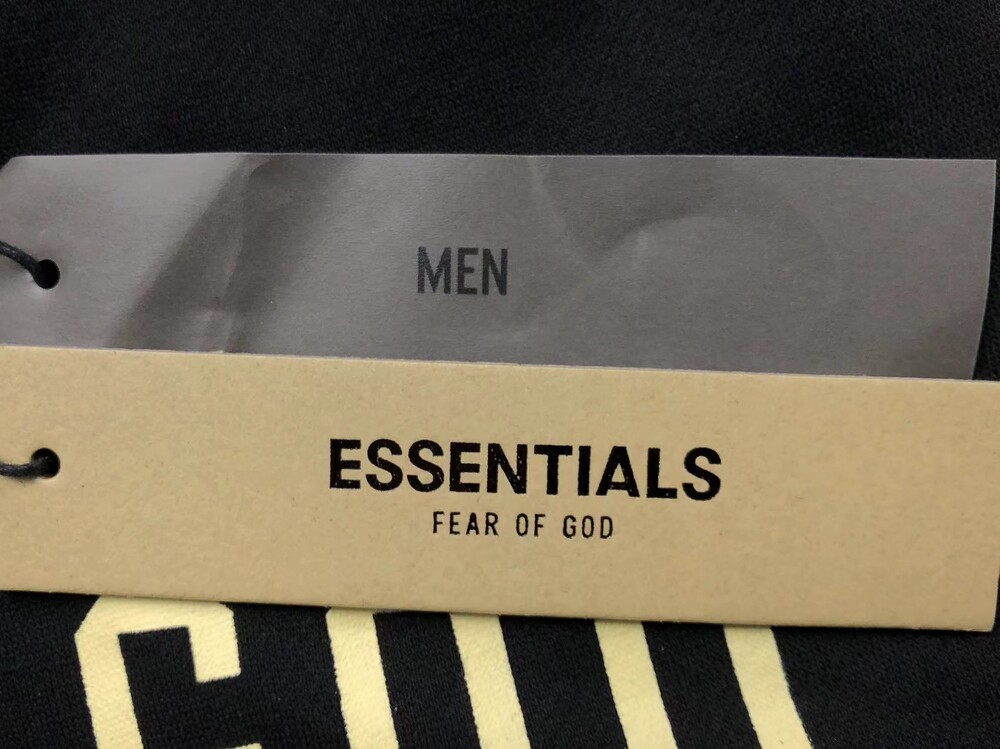 MEN
ESSENTIALS
FEAR OF GOD